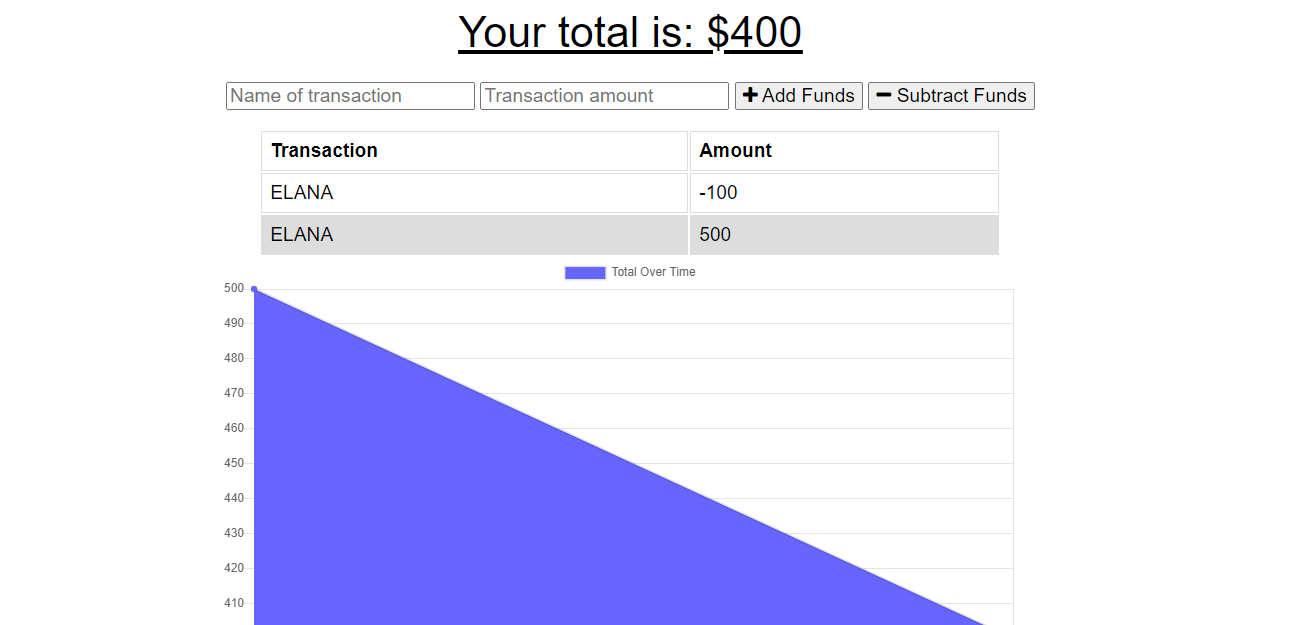 Your total is: $400
Name of transaction Transaction amount Add Funds Subtract Funds
Transaction Amount
ELANA -100
ELANA 500
Total Over Time
500
490
480
470
460
450
440
430
420
410